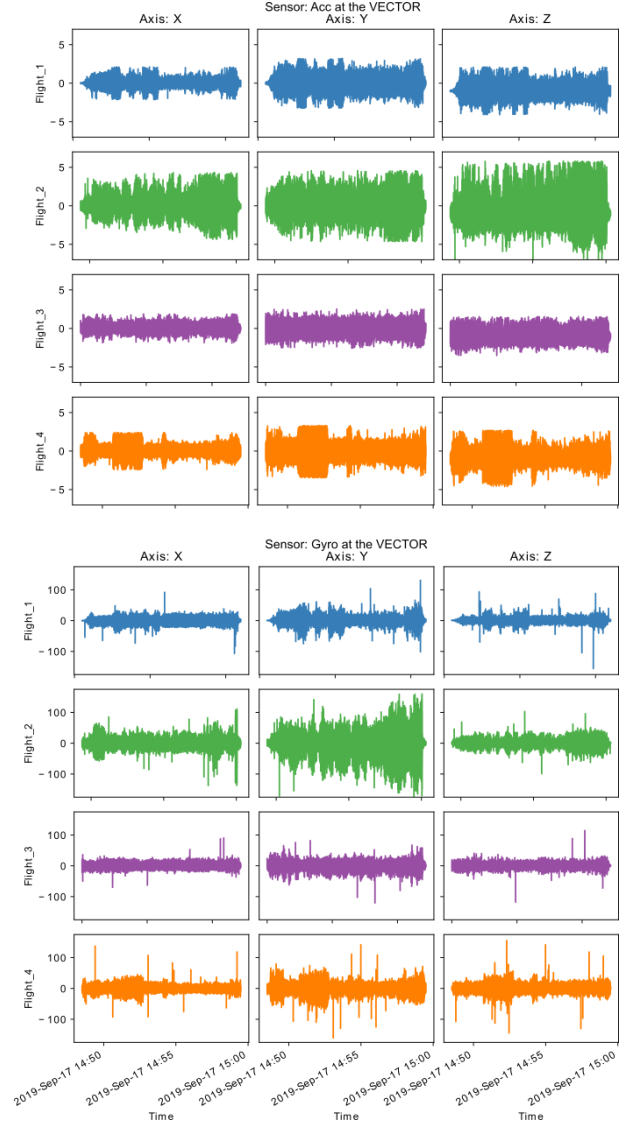 Sensor: Acc at the VECTOR
Axis: X
Axis: Y
Axis: Z
Flight_1
5
0
−5
Flight_2
5
0
−5
Flight_3
5
0
−5
Flight_4
5
0
−5
Sensor: Gyro at the VECTOR
Axis: X
Axis: Y
Axis: Z
Flight_1
100
0
−100
Flight_2
100
0
−100
Flight_3
100
0
−100
Flight_4
100
0
−100
2019-Sep-17 14:50
2019-Sep-17 14:55
2019-Sep-17 15:00
2019-Sep-17 14:50
2019-Sep-17 14:55
2019-Sep-17 15:00
2019-Sep-17 14:50
2019-Sep-17 14:55
2019-Sep-17 15:00
Time
Time
Time